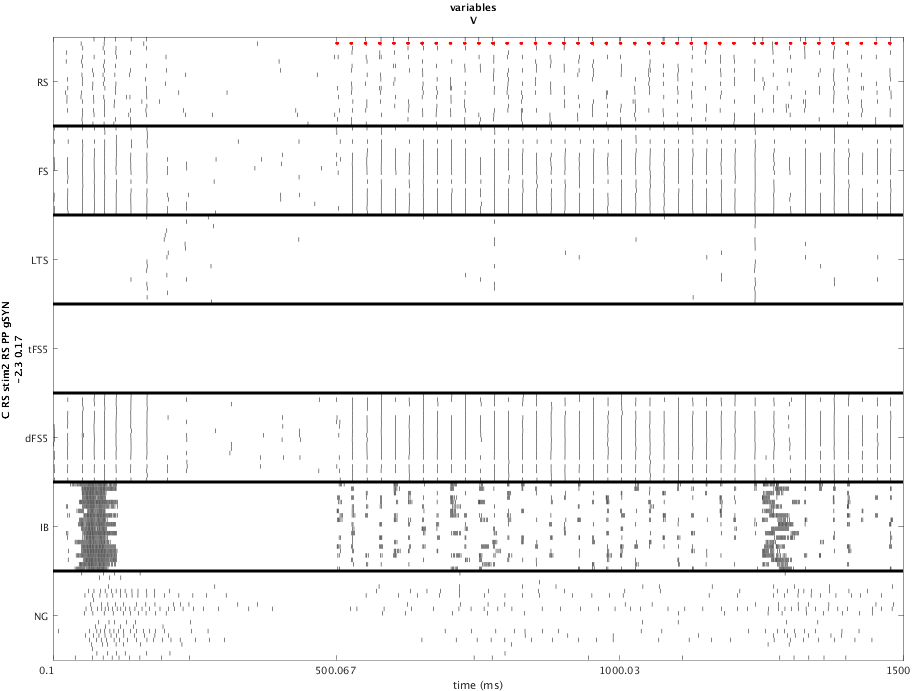 variables
V
RS
FS
LTS
tFS5
dFS5
IB
NG
C RS stim2 RS PP gSYN
-2.3 0.17
0.1
500.067
1000.03
1500
time (ms)